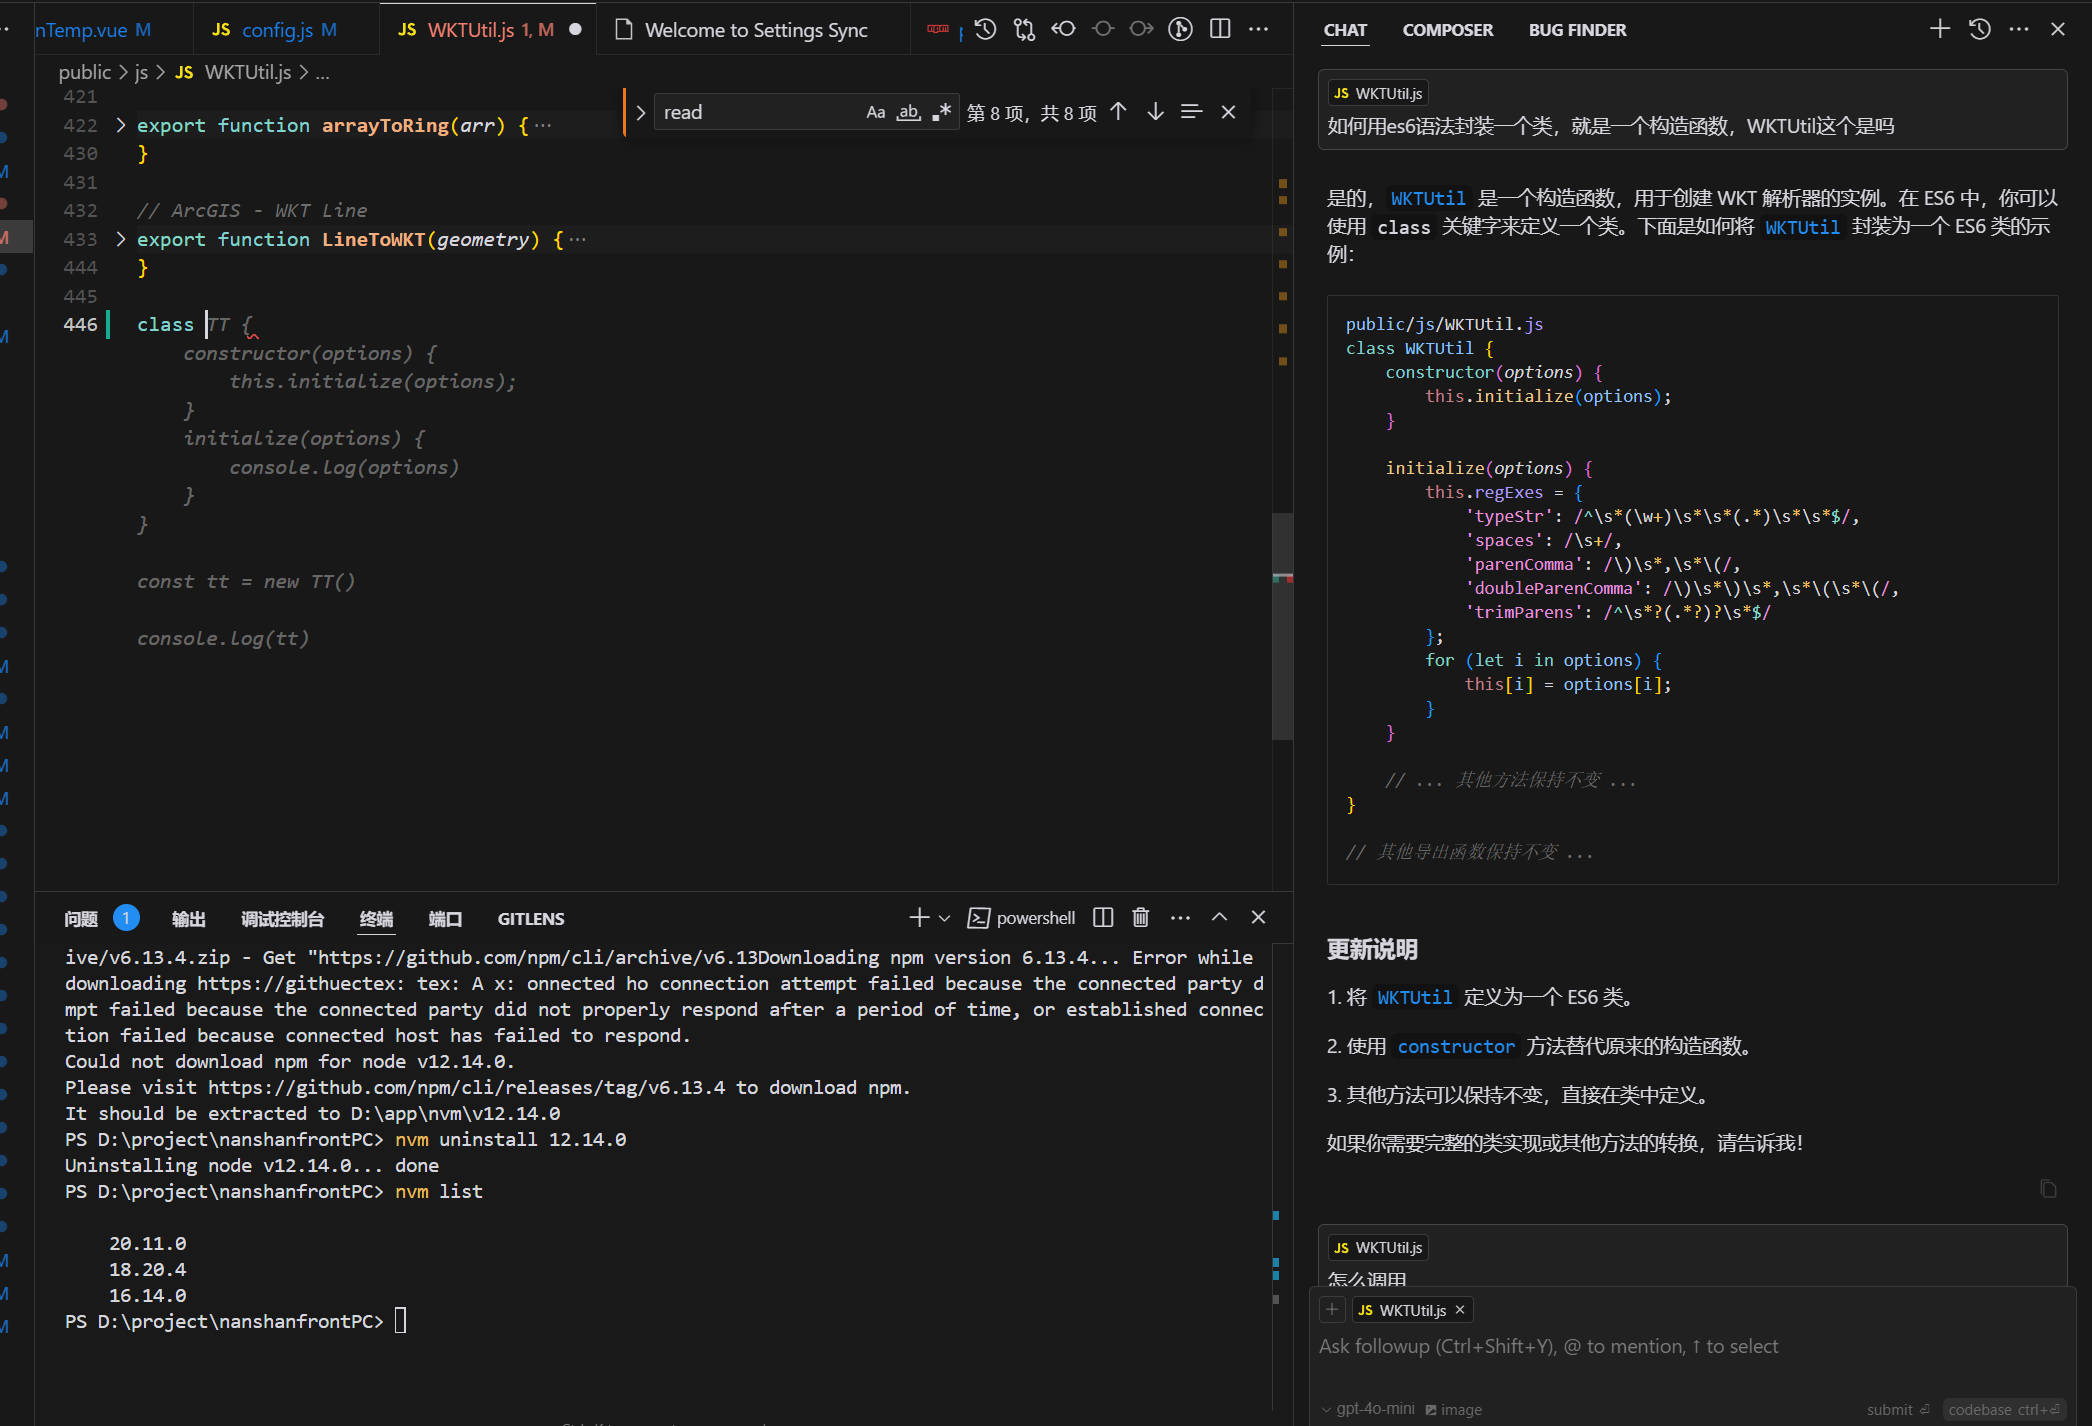 nTemp.vue M
JS config.js M
JS WKTUtil.js 1, M
Welcome to Settings Sync
public > js > JS WKTUtil.js > ...
read
Aa ab .*
第 8 项，共 8 项
421
422 export function arrayToRing(arr) { ···
430 }
431
432 // ArcGIS - WKT Line
433 export function LineToWKT(geometry) { ···
444 }
445
446 class TT {
constructor(options) {
this.initialize(options);
}
initialize(options) {
console.log(options)
}
}
const tt = new TT()
console.log(tt)
问题 1 输出 调试控制台 终端 端口 GITLENS
powershell
ive/v6.13.4.zip - Get "https://github.com/npm/cli/archive/v6.13Downloading npm version 6.13.4... Error while
downloading https://githuectex: tex: A x: onnected ho connection attempt failed because the connected party d
mpt failed because the connected party did not properly respond after a period of time, or established connec
tion failed because connected host has failed to respond.
Could not download npm for node v12.14.0.
Please visit https://github.com/npm/cli/releases/tag/v6.13.4 to download npm.
It should be extracted to D:\app\nvm\v12.14.0
PS D:\project\nanshanfrontPC> nvm uninstall 12.14.0
Uninstalling node v12.14.0... done
PS D:\project\nanshanfrontPC> nvm list
20.11.0
18.20.4
16.14.0
PS D:\project\nanshanfrontPC>
CHAT COMPOSER BUG FINDER
JS WKTUtil.js
如何用es6语法封装一个类，就是一个构造函数，WKTUtil这个是吗
是的， WKTUtil 是一个构造函数，用于创建 WKT 解析器的实例。在 ES6 中，你可以
使用 class 关键字来定义一个类。下面是如何将 WKTUtil 封装为一个 ES6 类的示
例：
public/js/WKTUtil.js
class WKTUtil {
constructor(options) {
this.initialize(options);
}
initialize(options) {
this.regExes = {
'typeStr': /^\s*(\w+)\s*\s*(.*)\s*\s*$/,
'spaces': /\s+/,
'parenComma': /\)\s*,\s*\(/,
'doubleParenComma': /\)\s*\)\s*,\s*\(\s*\(/,
'trimParens': /^\s*?(.*?)?\s*$/
};
for (let i in options) {
this[i] = options[i];
}
}
// ... 其他方法保持不变 ...
}
// 其他导出函数保持不变 ...
更新说明
1. 将 WKTUtil 定义为一个 ES6 类。
2. 使用 constructor 方法替代原来的构造函数。
3. 其他方法可以保持不变，直接在类中定义。
如果你需要完整的类实现或其他方法的转换，请告诉我！
JS WKTUtil.js
怎么调用
JS WKTUtil.js ×
Ask followup (Ctrl+Shift+Y), @ to mention, ↑ to select
gpt-4o-mini image
submit ⏎ codebase ctrl+⏎